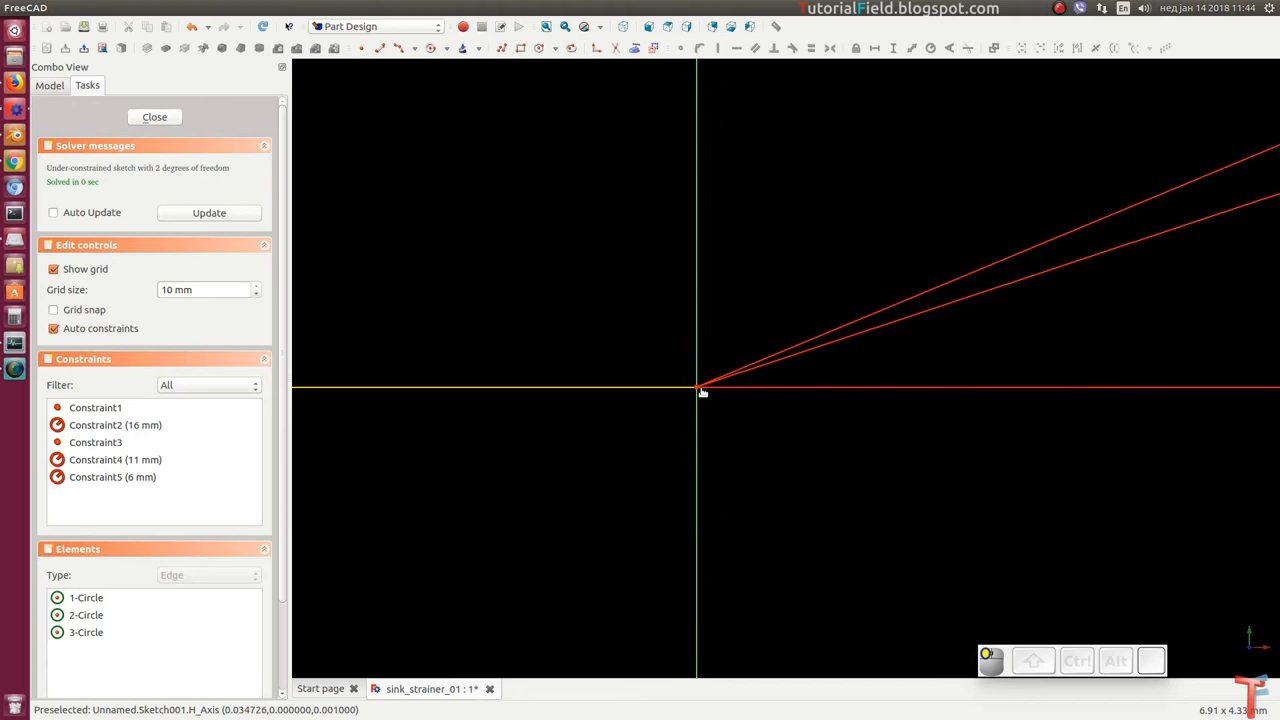 FreeCAD
TutorialField.blogspot.com
En
нед јан 14 2018 11:44
Part Design
Combo View
Model
Tasks
Close
Solver messages
Under-constrained sketch with 2 degrees of freedom
Solved in 0 sec
Auto Update
Update
Edit controls
Show grid
Grid size:
10 mm
Grid snap
Auto constraints
Constraints
Filter:
All
Constraint1
Constraint2 (16 mm)
Constraint3
Constraint4 (11 mm)
Constraint5 (6 mm)
Elements
Type:
Edge
1-Circle
2-Circle
3-Circle
Ctrl
Alt
Start page
sink_strainer_01 : 1*
Preselected: Unnamed.Sketch001.H_Axis (0.034726,0.000000,0.001000)
6.91 x 4.33 mm